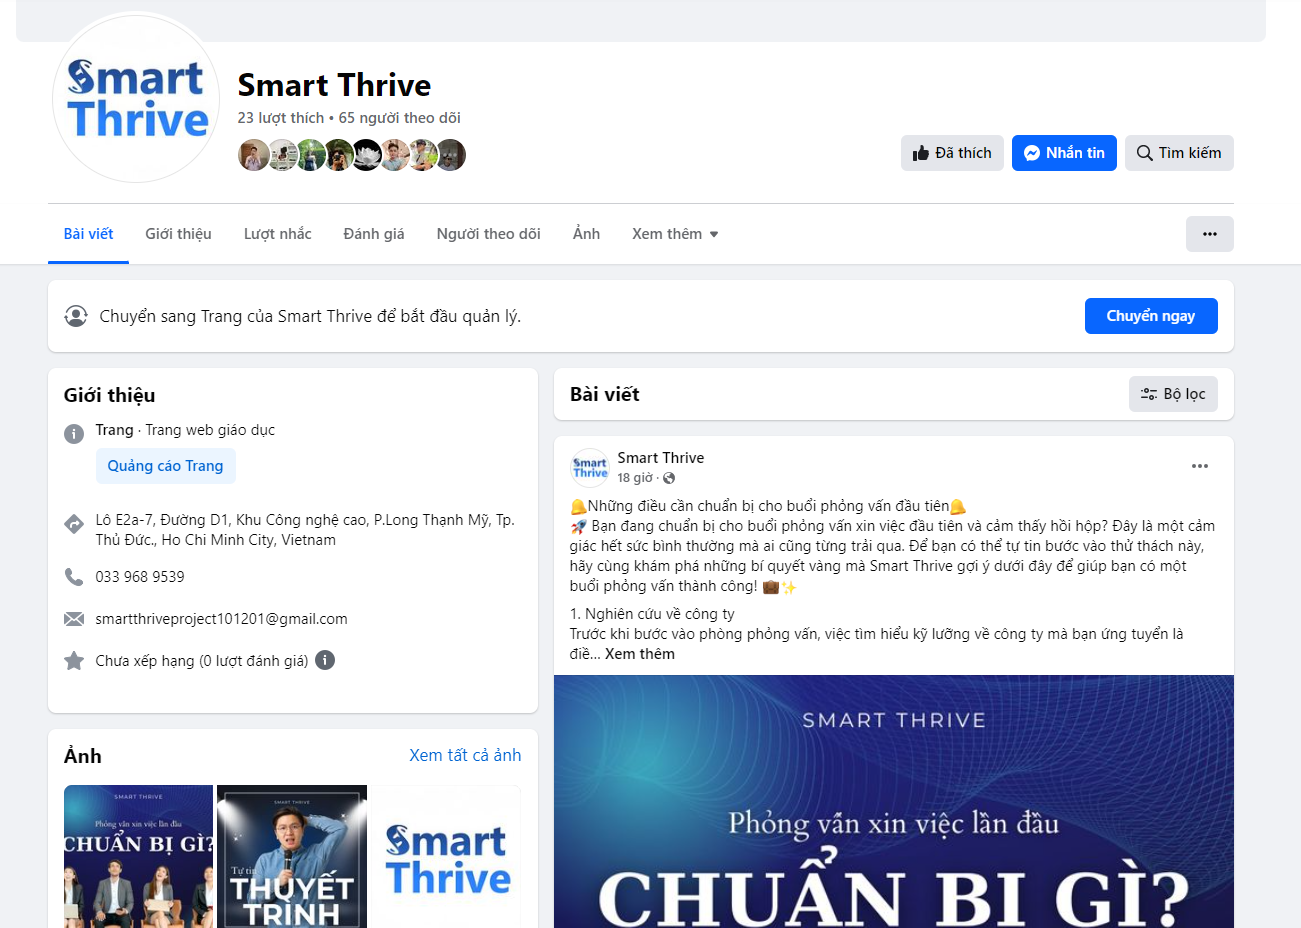 Smart
Thrive
Smart Thrive
23 lượt thích • 65 người theo dõi
Đã thích
Nhắn tin
Tìm kiếm
Bài viết
Giới thiệu
Lượt nhắc
Đánh giá
Người theo dõi
Ảnh
Xem thêm
Chuyển sang Trang của Smart Thrive để bắt đầu quản lý.
Chuyển ngay
Giới thiệu
Trang · Trang web giáo dục
Quảng cáo Trang
Lô E2a-7, Đường D1, Khu Công nghệ cao, P.Long Thạnh Mỹ, Tp.
Thủ Đức., Ho Chi Minh City, Vietnam
033 968 9539
smartthriveproject101201@gmail.com
Chưa xếp hạng (0 lượt đánh giá)
Ảnh
Xem tất cả ảnh
SMART THRIVE
Phỏng vấn xin việc lần đầu
CHUẨN BỊ GÌ?
SMART THRIVE
Tự tin
THUYẾT
TRÌNH
Smart
Thrive
Bài viết
Bộ lọc
Smart
Thrive
Smart Thrive
18 giờ ·
🔔Những điều cần chuẩn bị cho buổi phỏng vấn đầu tiên🔔
🚀 Bạn đang chuẩn bị cho buổi phỏng vấn xin việc đầu tiên và cảm thấy hồi hộp? Đây là một cảm
giác hết sức bình thường mà ai cũng từng trải qua. Để bạn có thể tự tin bước vào thử thách này,
hãy cùng khám phá những bí quyết vàng mà Smart Thrive gợi ý dưới đây để giúp bạn có một
buổi phỏng vấn thành công! 💼✨
1. Nghiên cứu về công ty
Trước khi bước vào phòng phỏng vấn, việc tìm hiểu kỹ lưỡng về công ty mà bạn ứng tuyển là
điề... Xem thêm
SMART THRIVE
Phỏng vấn xin việc lần đầu
CHUẨN BỊ GÌ?